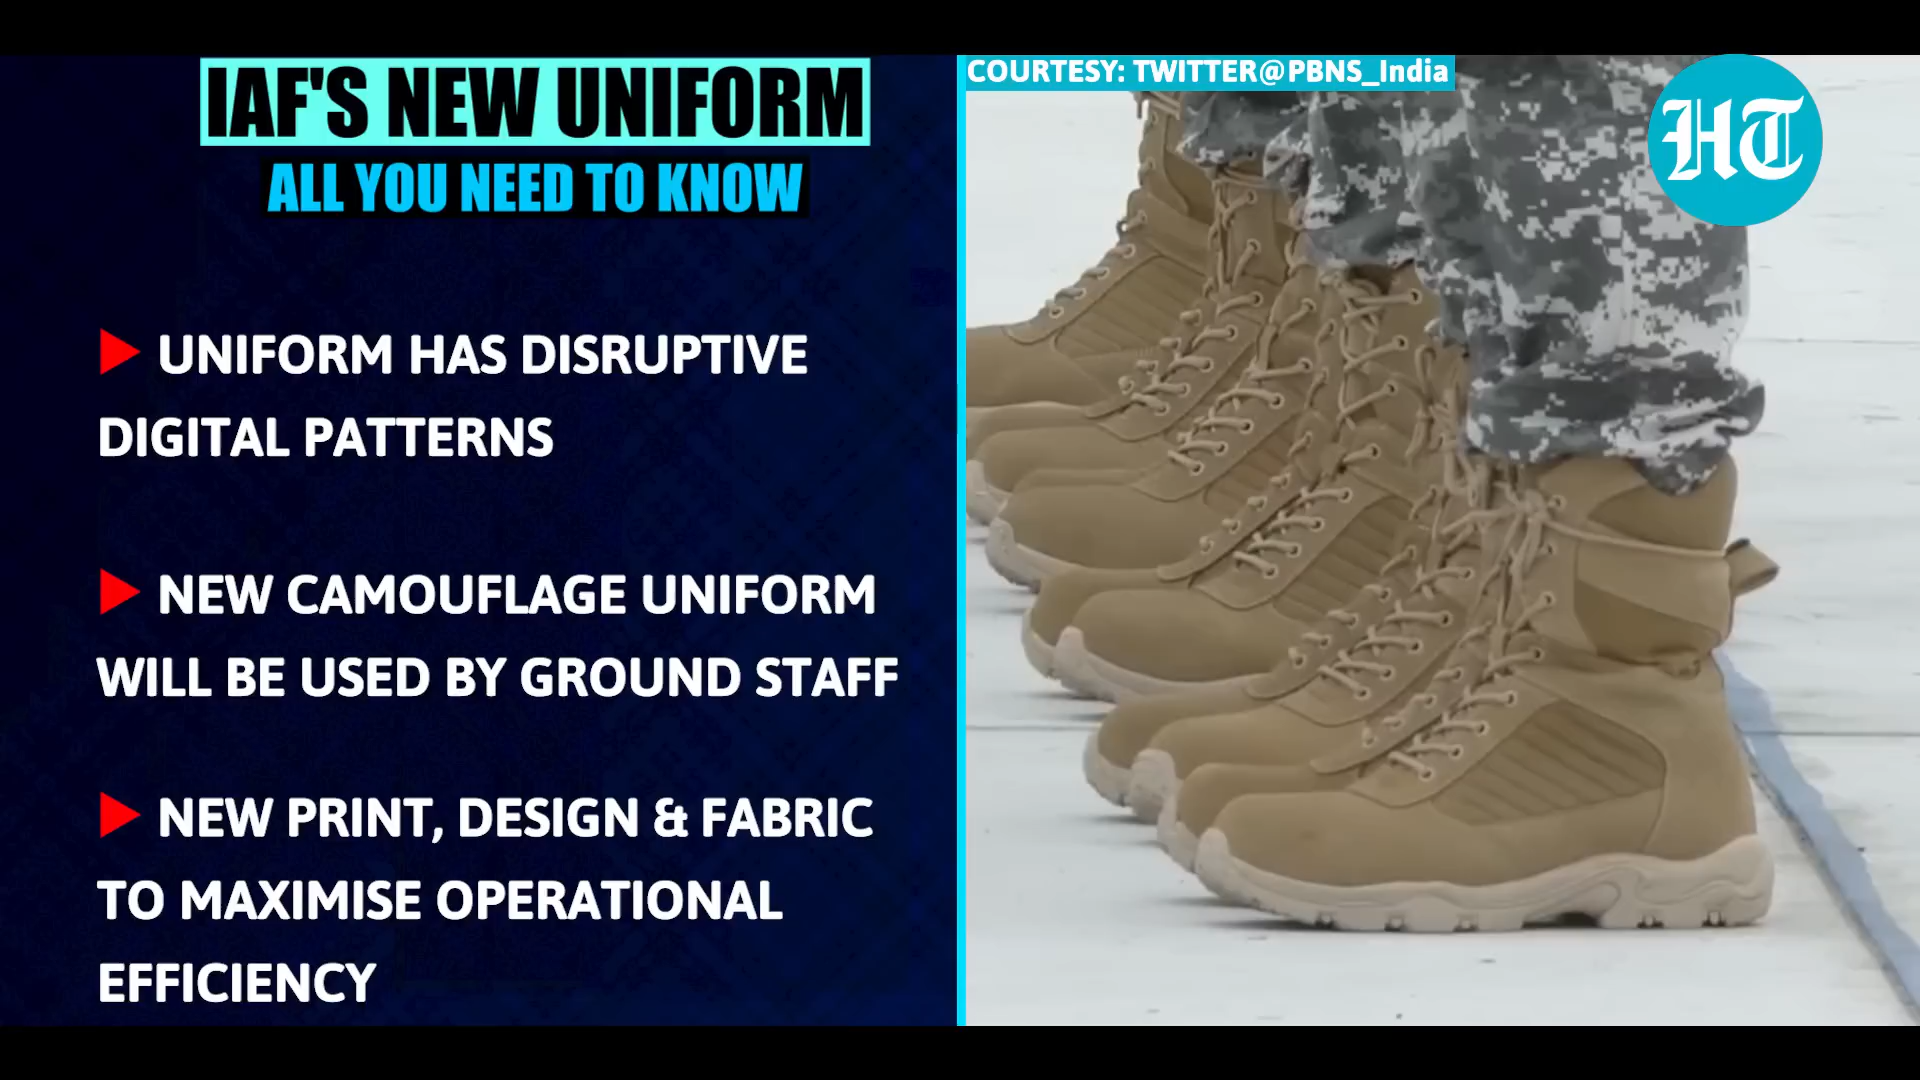 IAF'S NEW UNIFORM
ALL YOU NEED TO KNOW
▶ UNIFORM HAS DISRUPTIVE
DIGITAL PATTERNS
▶ NEW CAMOUFLAGE UNIFORM
WILL BE USED BY GROUND STAFF
▶ NEW PRINT, DESIGN & FABRIC
TO MAXIMISE OPERATIONAL
EFFICIENCY
COURTESY: TWITTER@PBNS_India
HT